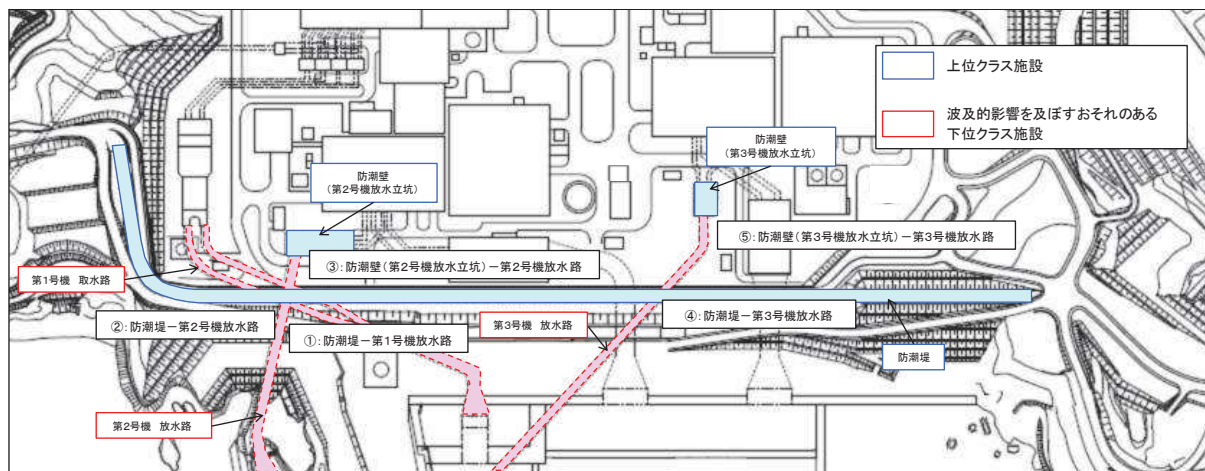 上位クラス施設
波及的影響を及ぼすおそれのある
下位クラス施設
防潮壁
(第3号機放水立坑)
防潮壁
(第2号機放水立坑)
⑤:防潮壁(第3号機放水立坑)-第3号機放水路
③:防潮壁(第2号機放水立坑)-第2号機放水路
第1号機 取水路
②:防潮堤-第2号機放水路
①:防潮堤-第1号機放水路
第3号機 放水路
④:防潮堤-第3号機放水路
防潮堤
第2号機 放水路